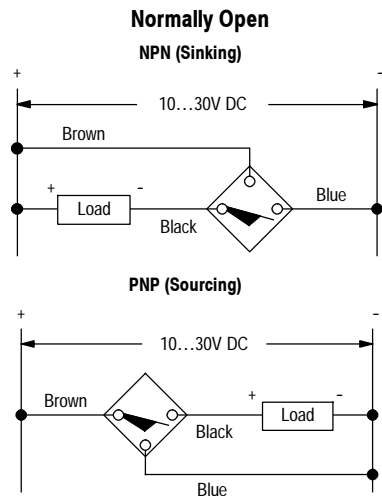 Normally Open
NPN (Sinking)
+ -
10...30V DC
Brown
+ -
Load
Blue
Black
PNP (Sourcing)
+ -
10...30V DC
Brown
+ -
Load
Black
Blue